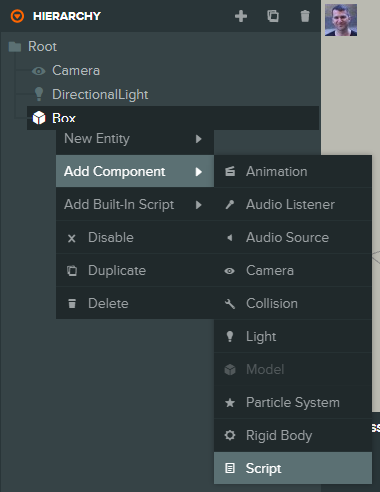 HIERARCHY
Root
Camera
DirectionalLight
Box
New Entity
Add Component
Add Built-In Script
Disable
Duplicate
Delete
Animation
Audio Listener
Audio Source
Camera
Collision
Light
Model
Particle System
Rigid Body
Script